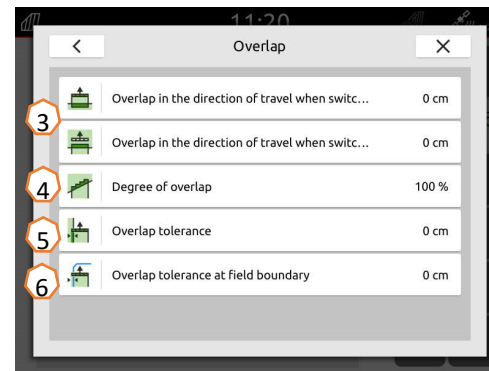 11:20
Overlap
3
Overlap in the direction of travel when switc... 0 cm
Overlap in the direction of travel when switc... 0 cm
4 Degree of overlap 100 %
5 Overlap tolerance 0 cm
6 Overlap tolerance at field boundary 0 cm